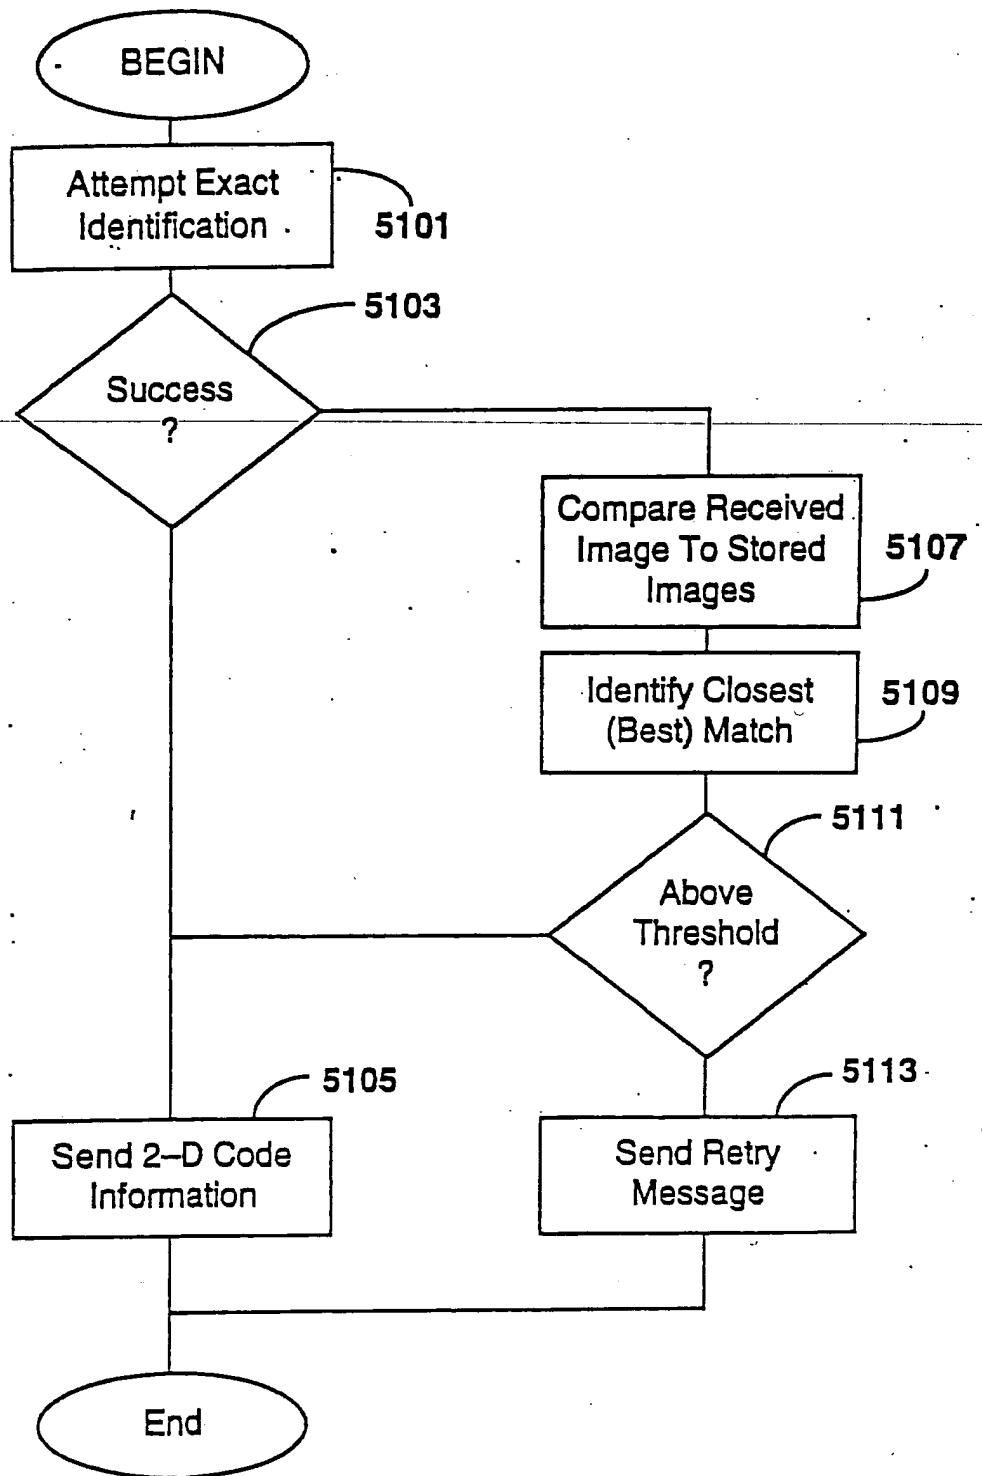 BEGIN
Attempt Exact
Identification
5101
5103
Success
?
Compare Received
Image To Stored
Images
5107
Identify Closest
(Best) Match
5109
5111
Above
Threshold
?
5105
Send 2-D Code
Information
5113
Send Retry
Message
End